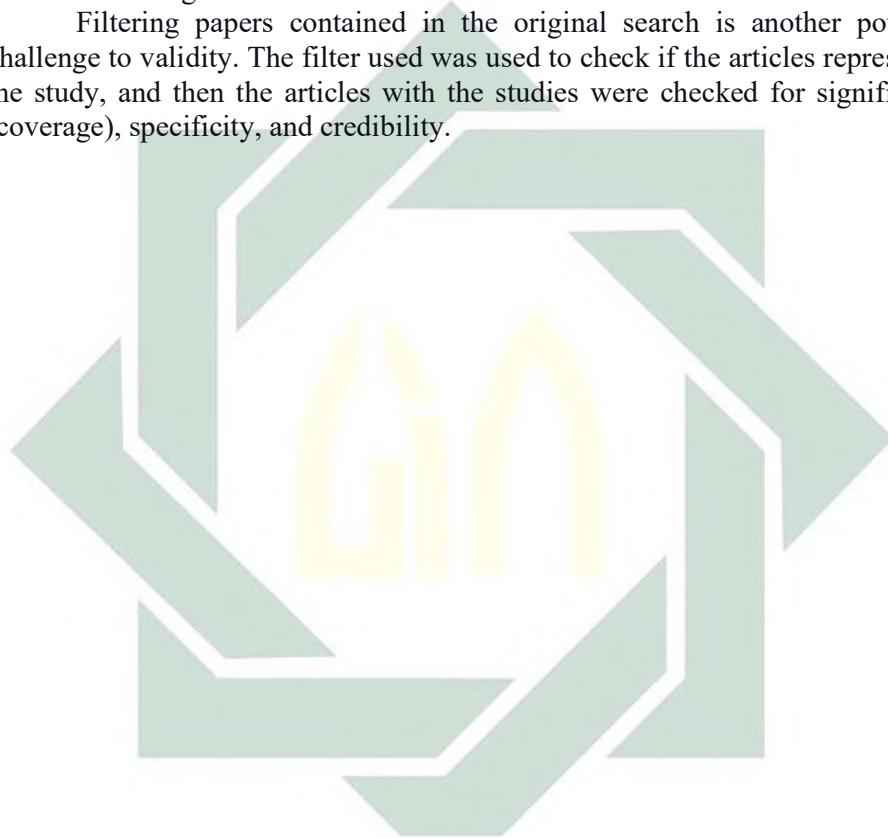 Filtering papers contained in the original search is another po
hallenge to validity. The filter used was used to check if the articles repres
he study, and then the articles with the studies were checked for signifi
coverage), specificity, and credibility.